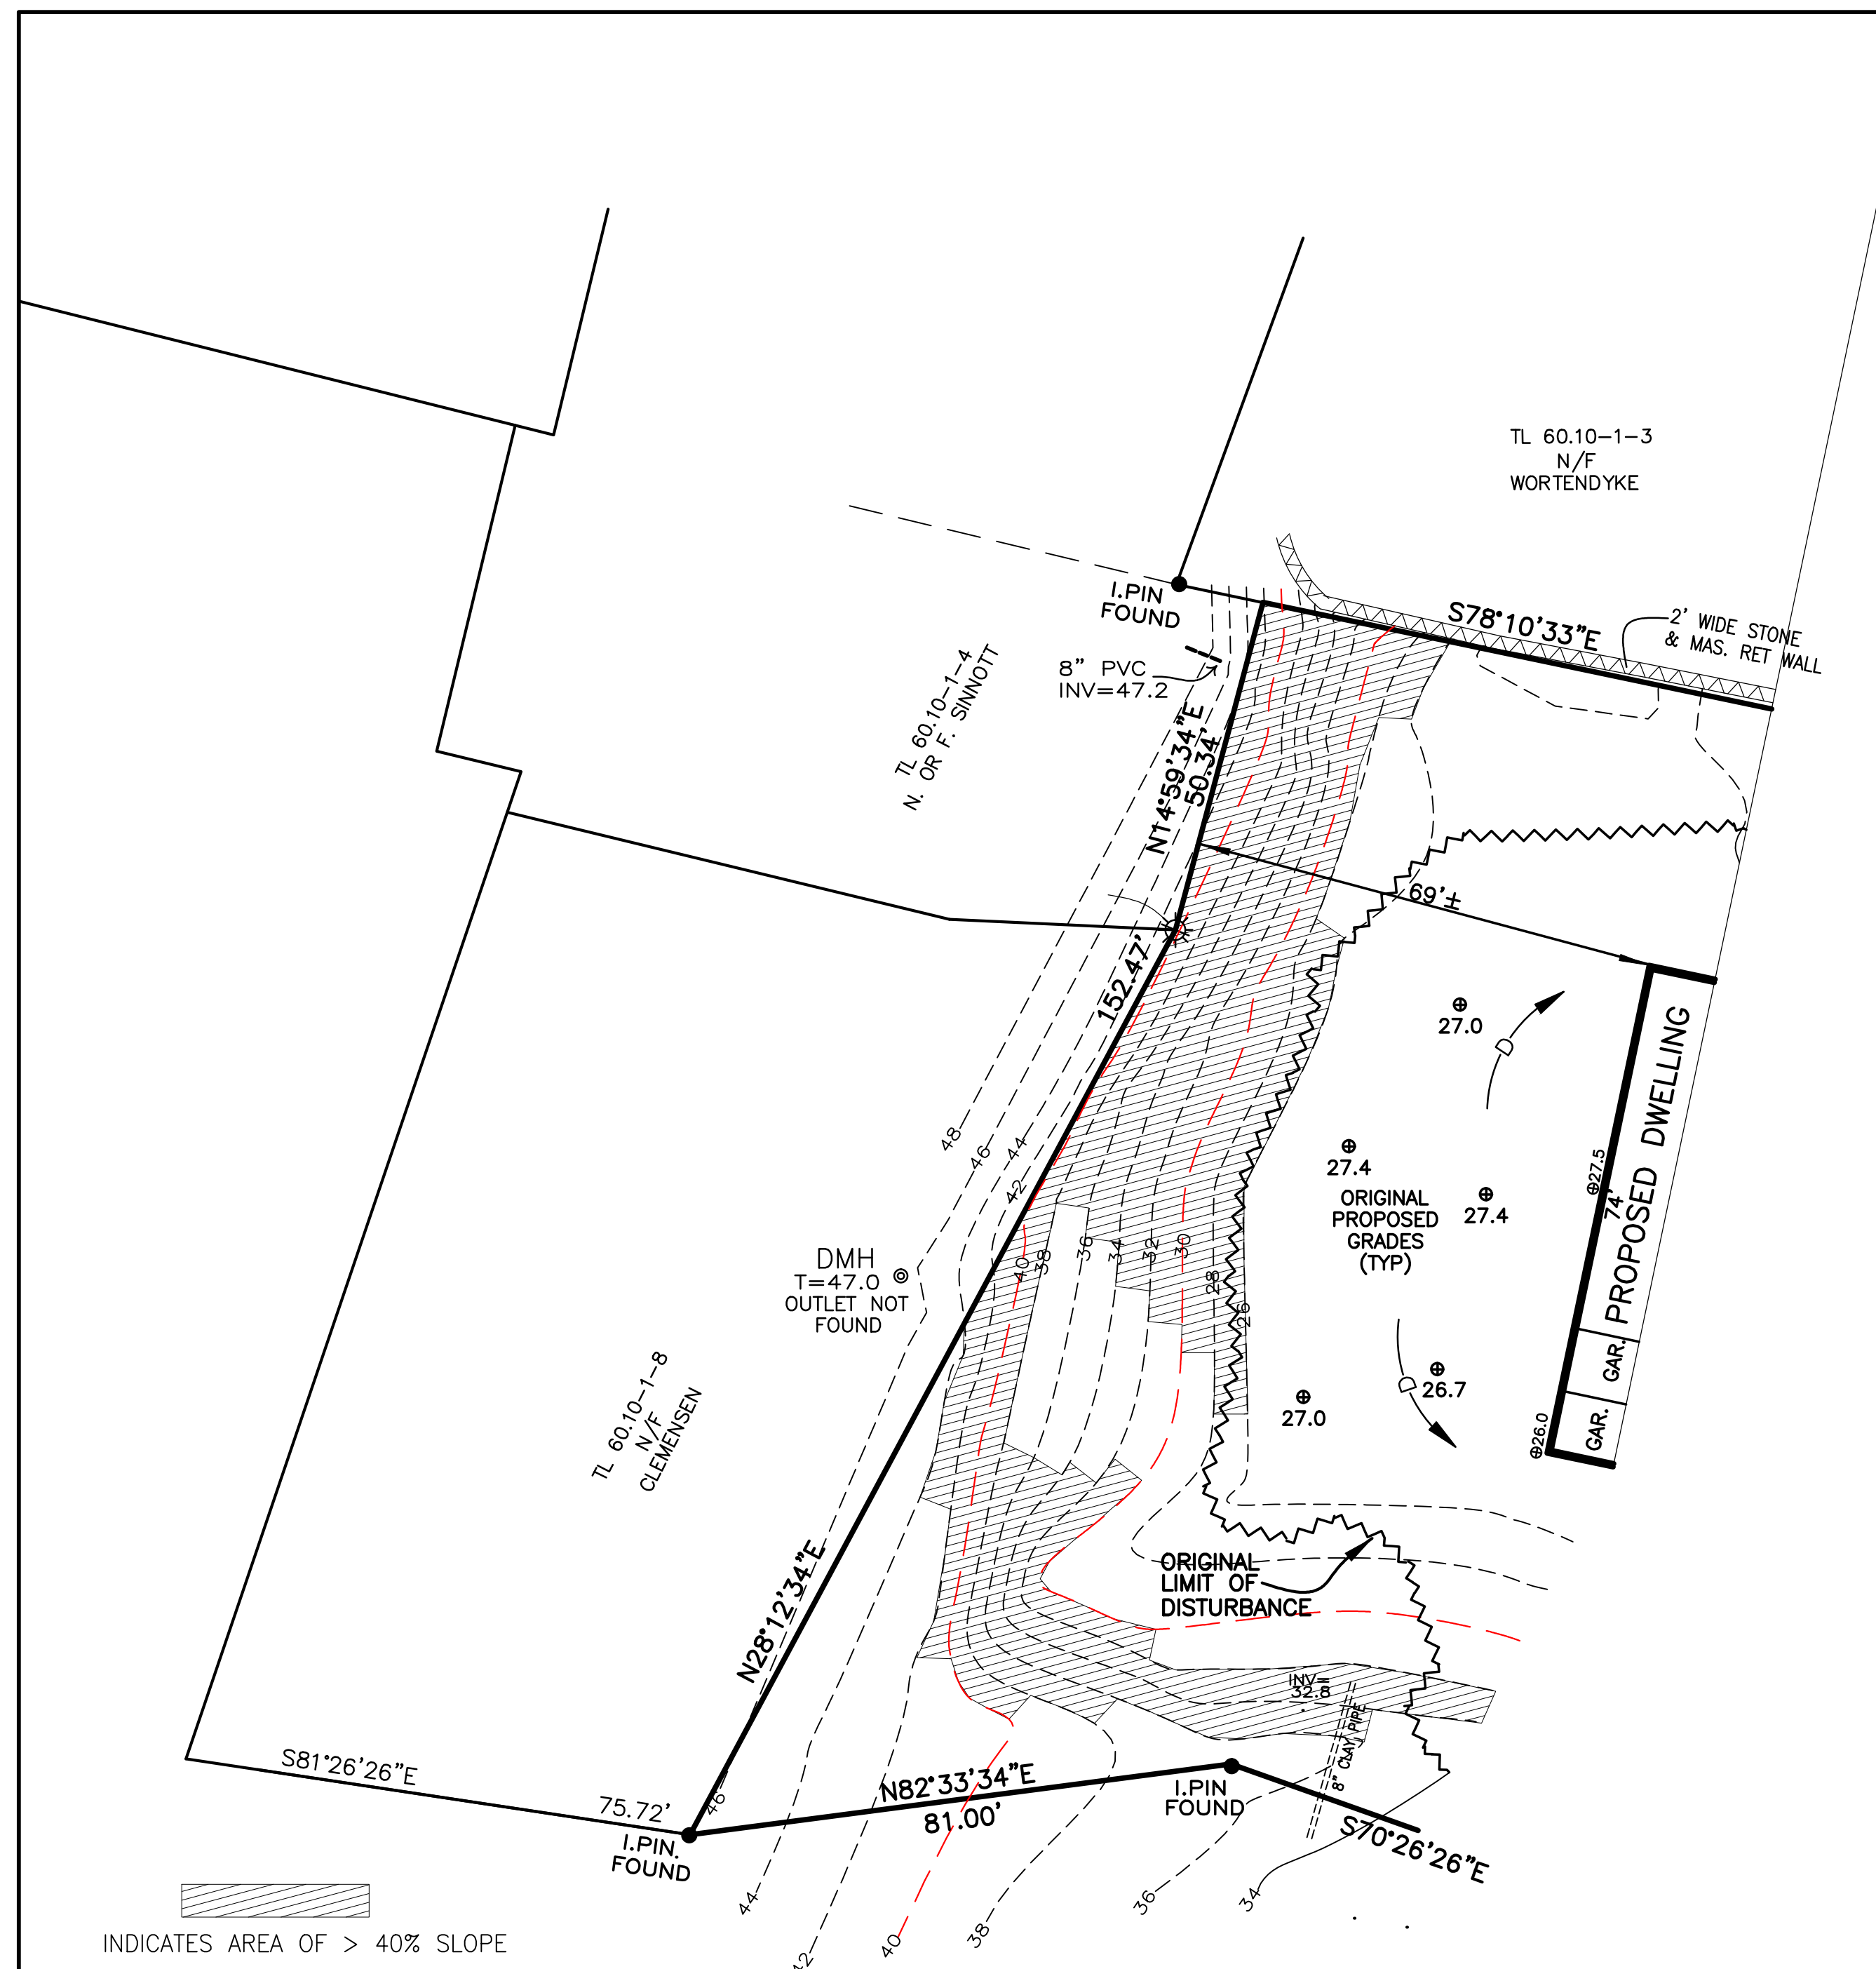 TL 60.10-1-3
N/F
WORTENDYKE
I.PIN
FOUND
S78°10'33"E
2' WIDE STONE
& MAS. RET WALL
TL 60.10-1-4
N. OR F. SINNOTT
8" PVC
INV=47.2
N14°59'34"E
50.34'
69'±
152.47'
27.0
D
48
46
44
42
27.4
27.4
ORIGINAL
PROPOSED
GRADES
(TYP)
27.5
74'
PROPOSED DWELLING
DMH
T=47.0
OUTLET NOT
FOUND
40
38
36
34
32
30
28
26
GAR.
GAR.
D
26.7
27.0
26.0
TL 60.10-1-8
N/F
CLEMENSEN
ORIGINAL
LIMIT OF
DISTURBANCE
N28°12'34"E
INV=
32.8
8" CLAY PIPE
S81°26'26"E
75.72'
46
N82°33'34"E
81.00'
I.PIN
FOUND
I.PIN.
FOUND
S70°26'26"E
44
42
40
38
36
34
INDICATES AREA OF > 40% SLOPE